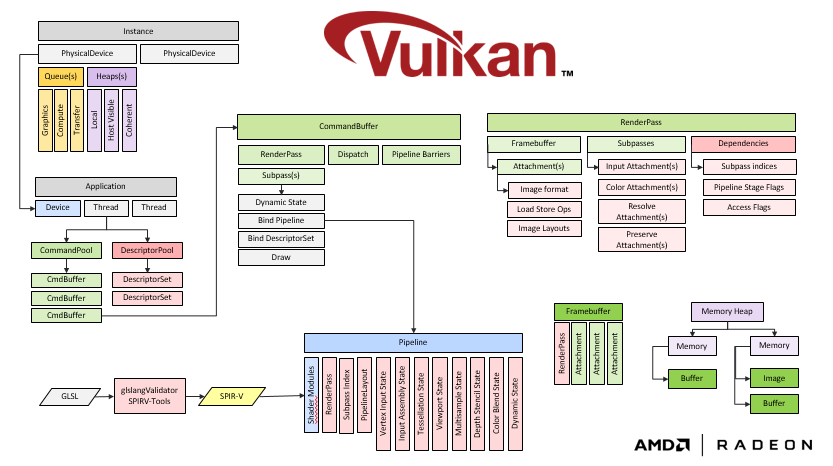 Vulkan™
Instance
PhysicalDevice
PhysicalDevice
Queue(s)
Heaps(s)
Graphics
Compute
Transfer
Local
Host Visible
Coherent
Application
Device
Thread
Thread
CommandPool
DescriptorPool
CmdBuffer
DescriptorSet
CmdBuffer
DescriptorSet
CmdBuffer
CommandBuffer
RenderPass
Dispatch
Pipeline Barriers
Subpass(s)
Dynamic State
Bind Pipeline
Bind DescriptorSet
Draw
RenderPass
Framebuffer
Subpasses
Dependencies
Attachment(s)
Input Attachment(s)
Subpass indices
Image format
Color Attachment(s)
Pipeline Stage Flags
Load Store Ops
Resolve
Attachment(s)
Access Flags
Image Layouts
Preserve
Attachment(s)
Pipeline
Shader Modules
RenderPass
Subpass Index
PipelineLayout
Vertex Input State
Input Assembly State
Tessellation State
Viewport State
Multisample State
Depth Stencil State
Color Blend State
Dynamic State
Framebuffer
RenderPass
Attachment
Attachment
Attachment
Memory Heap
Memory
Memory
Buffer
Image
Buffer
GLSL
glslangValidator
SPIRV-Tools
SPIR-V
AMD RADEON